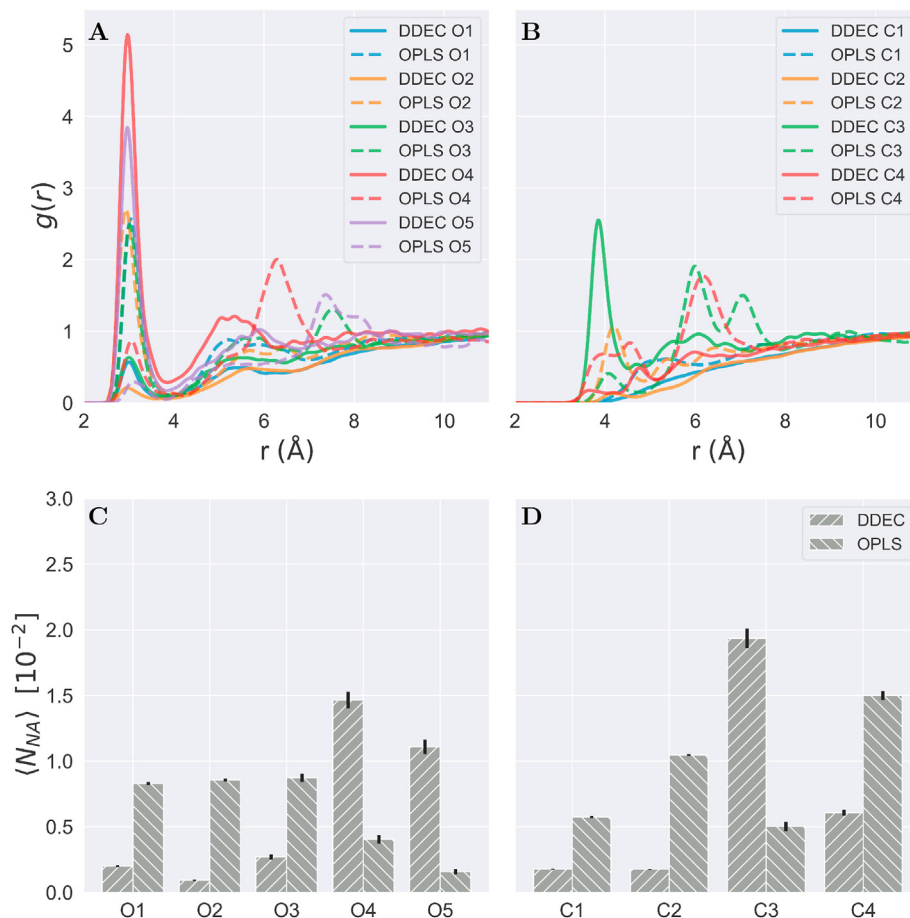 A
DDEC O1
OPLS O1
DDEC O2
OPLS O2
DDEC O3
OPLS O3
DDEC O4
OPLS O4
DDEC O5
OPLS O5
g(r)
5
4
3
2
1
0
2 4 6 8 10
r (Å)
B
DDEC C1
OPLS C1
DDEC C2
OPLS C2
DDEC C3
OPLS C3
DDEC C4
OPLS C4
2 4 6 8 10
r (Å)
C
⟨N_{NA}⟩ [10^{-2}]
3.0
2.5
2.0
1.5
1.0
0.5
0.0
O1 O2 O3 O4 O5
D
DDEC
OPLS
C1 C2 C3 C4